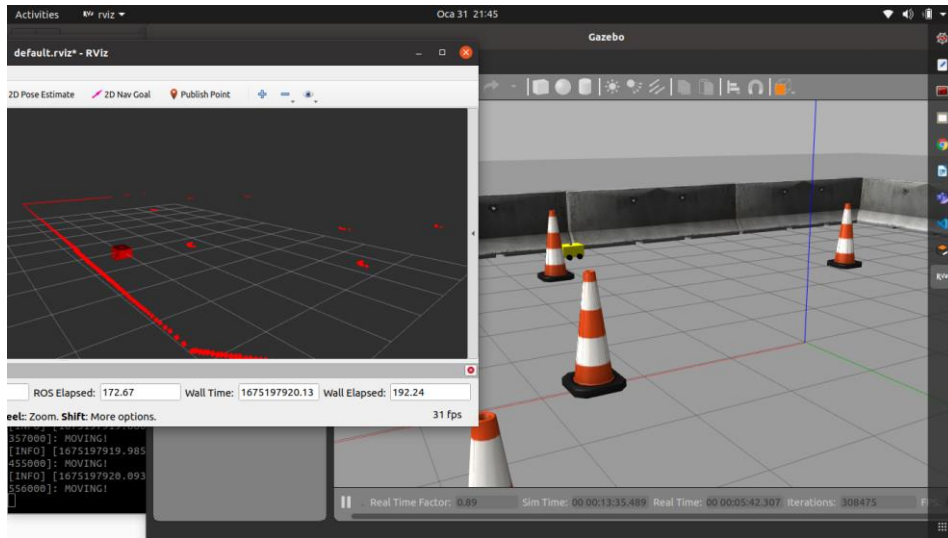 Activities
RViz rviz
Oca 31 21:45
default.rviz* - RViz
Gazebo
2D Pose Estimate
2D Nav Goal
Publish Point
ROS Elapsed: 172.67
Wall Time: 1675197920.13
Wall Elapsed: 192.24
eel: Zoom. Shift: More options.
31 fps
357000]: MOVING!
[INFO] [1675197919.985
455000]: MOVING!
[INFO] [1675197920.093
556000]: MOVING!
Real Time Factor: 0.89
Sim Time: 00 00:13:35.489
Real Time: 00 00:05:42.307
Iterations: 308475
FPS
RViz